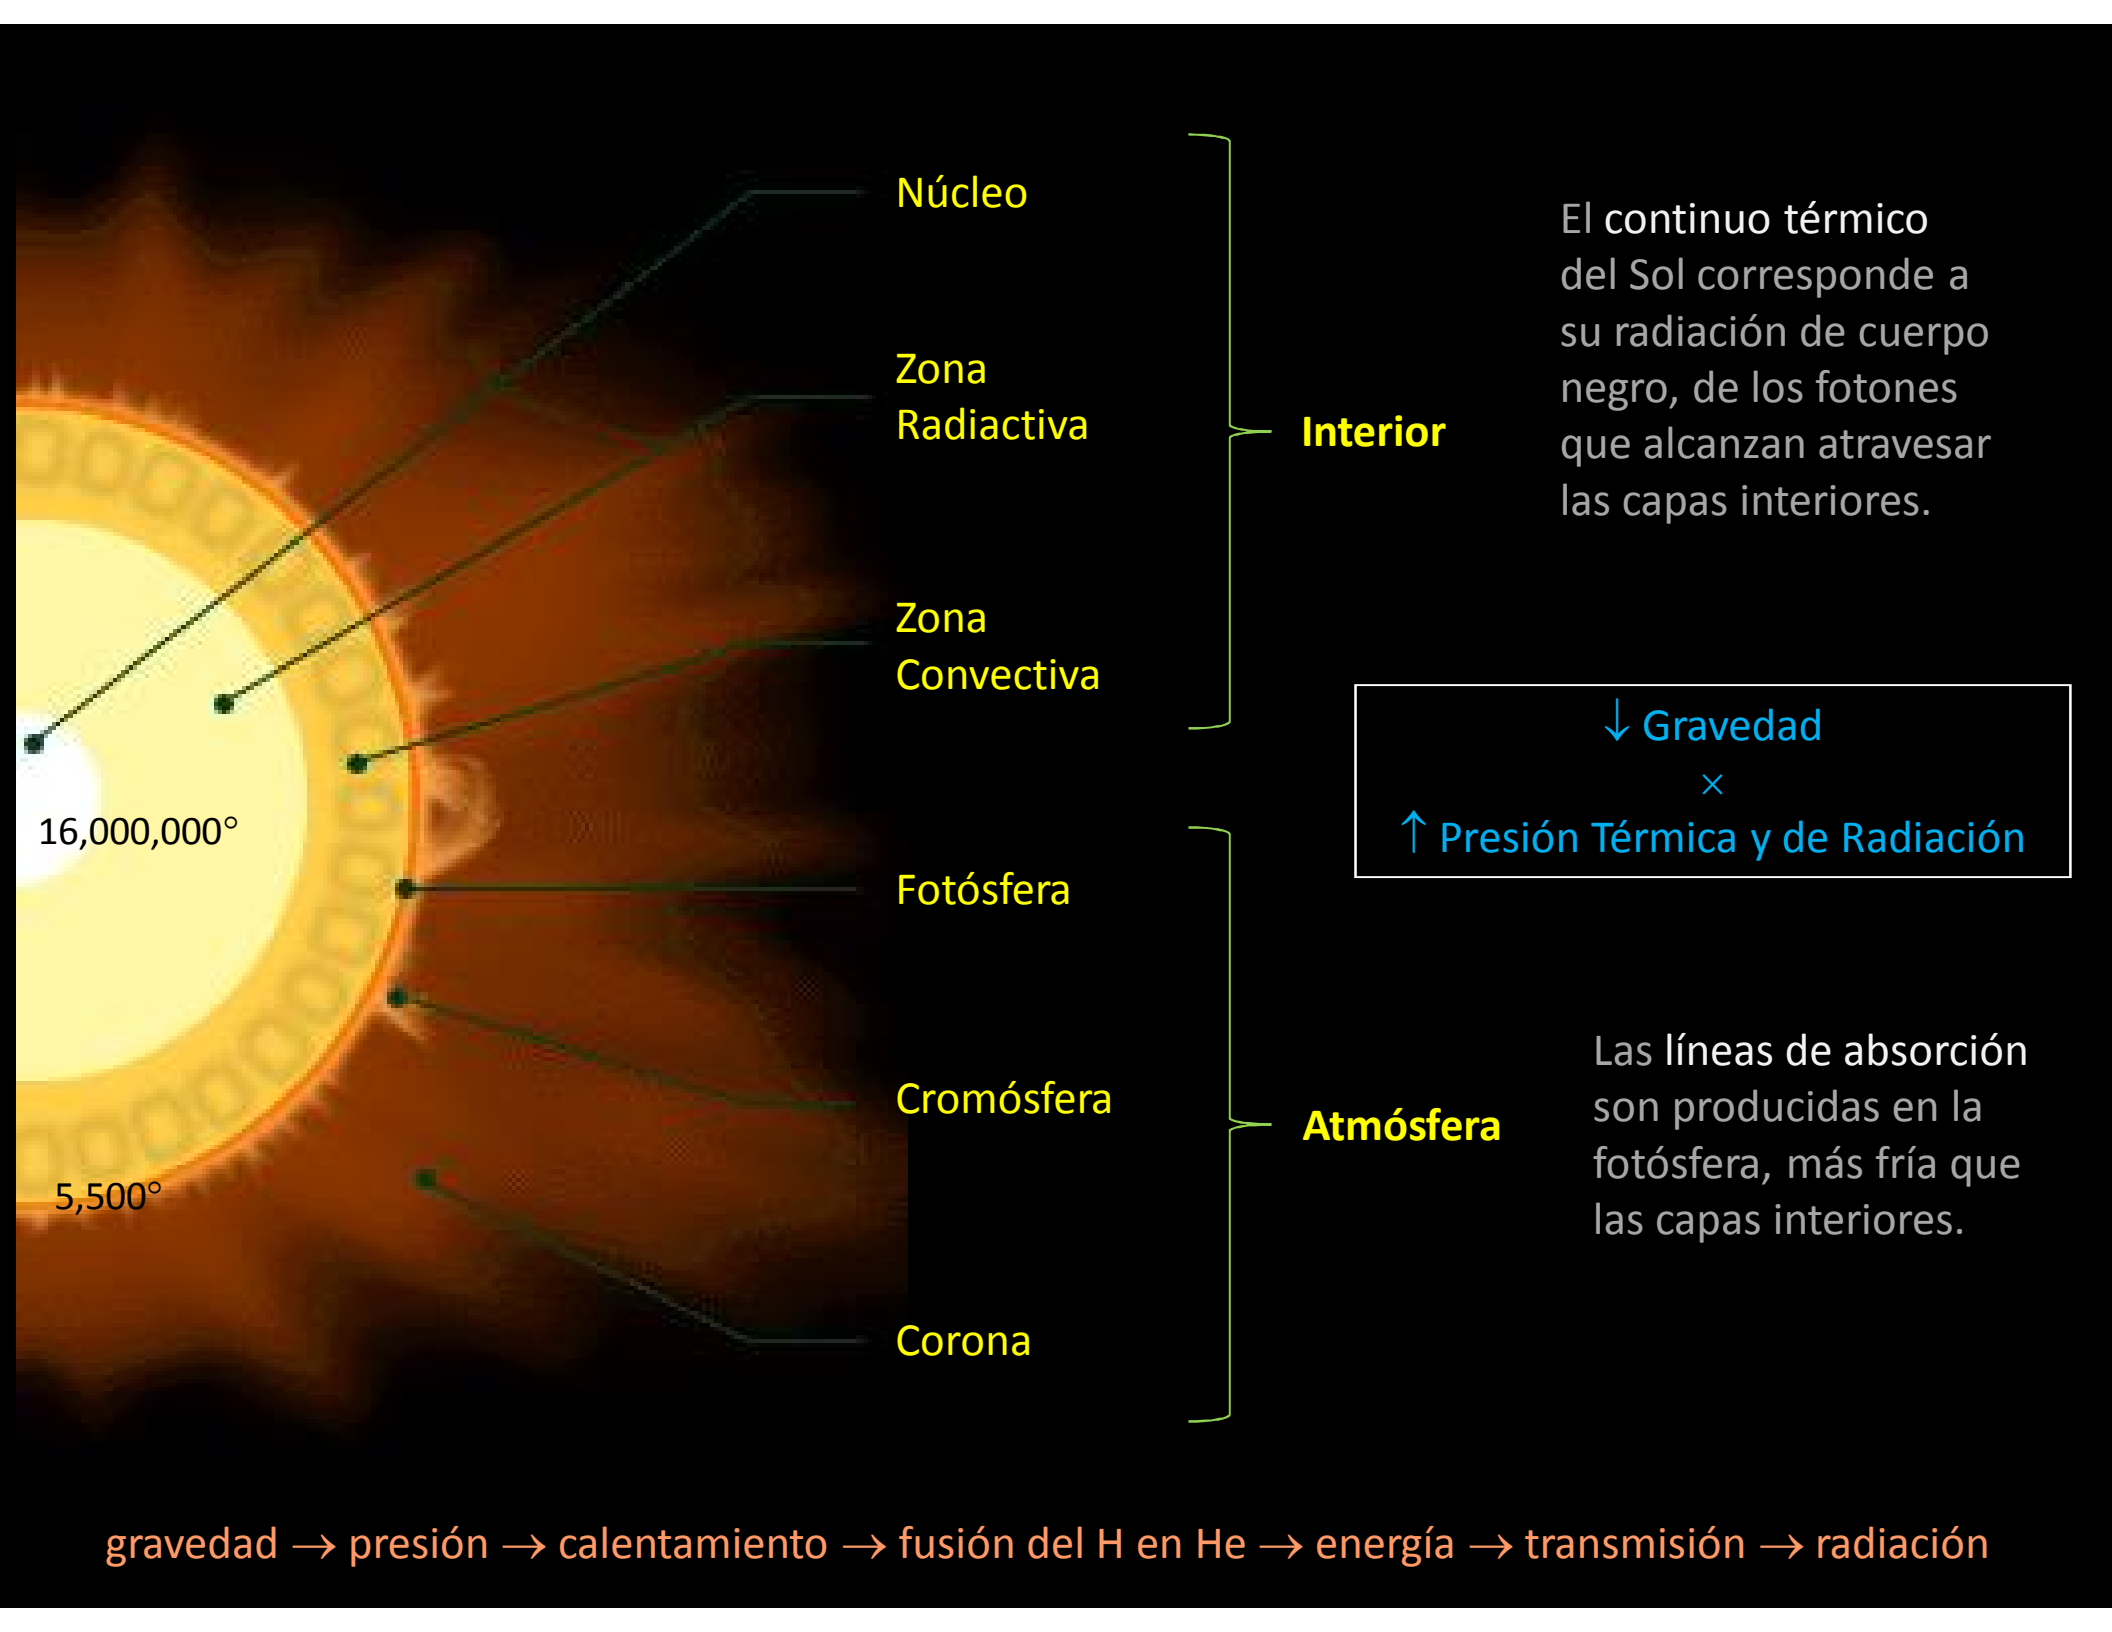 Núcleo
Zona
Radiactiva
Zona
Convectiva
Interior
El continuo térmico
del Sol corresponde a
su radiación de cuerpo
negro, de los fotones
que alcanzan atravesar
las capas interiores.
↓ Gravedad
×
↑ Presión Térmica y de Radiación
16,000,000°
5,500°
Fotósfera
Cromósfera
Corona
Atmósfera
Las líneas de absorción
son producidas en la
fotósfera, más fría que
las capas interiores.
gravedad → presión → calentamiento → fusión del H en He → energía → transmisión → radiación